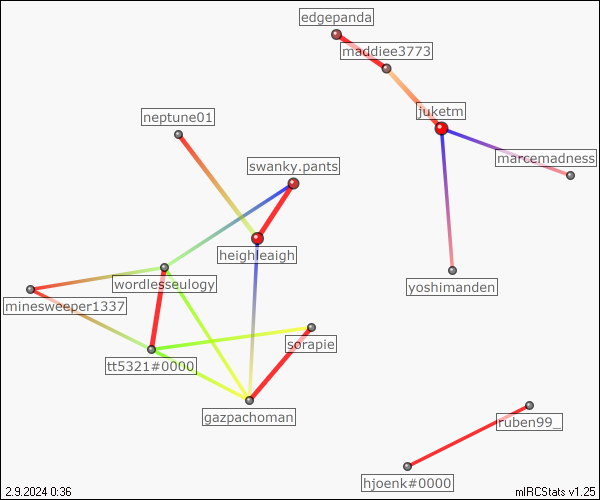 edgepanda
maddiee3773
neptune01
juketm
marcemadness
swanky.pants
heighleaigh
wordlesseulogy
yoshimanden
minesweeper1337
sorapie
tt5321#0000
gazpachoman
ruben99_
hjoenk#0000
2.9.2024 0:36
mIRCStats v1.25